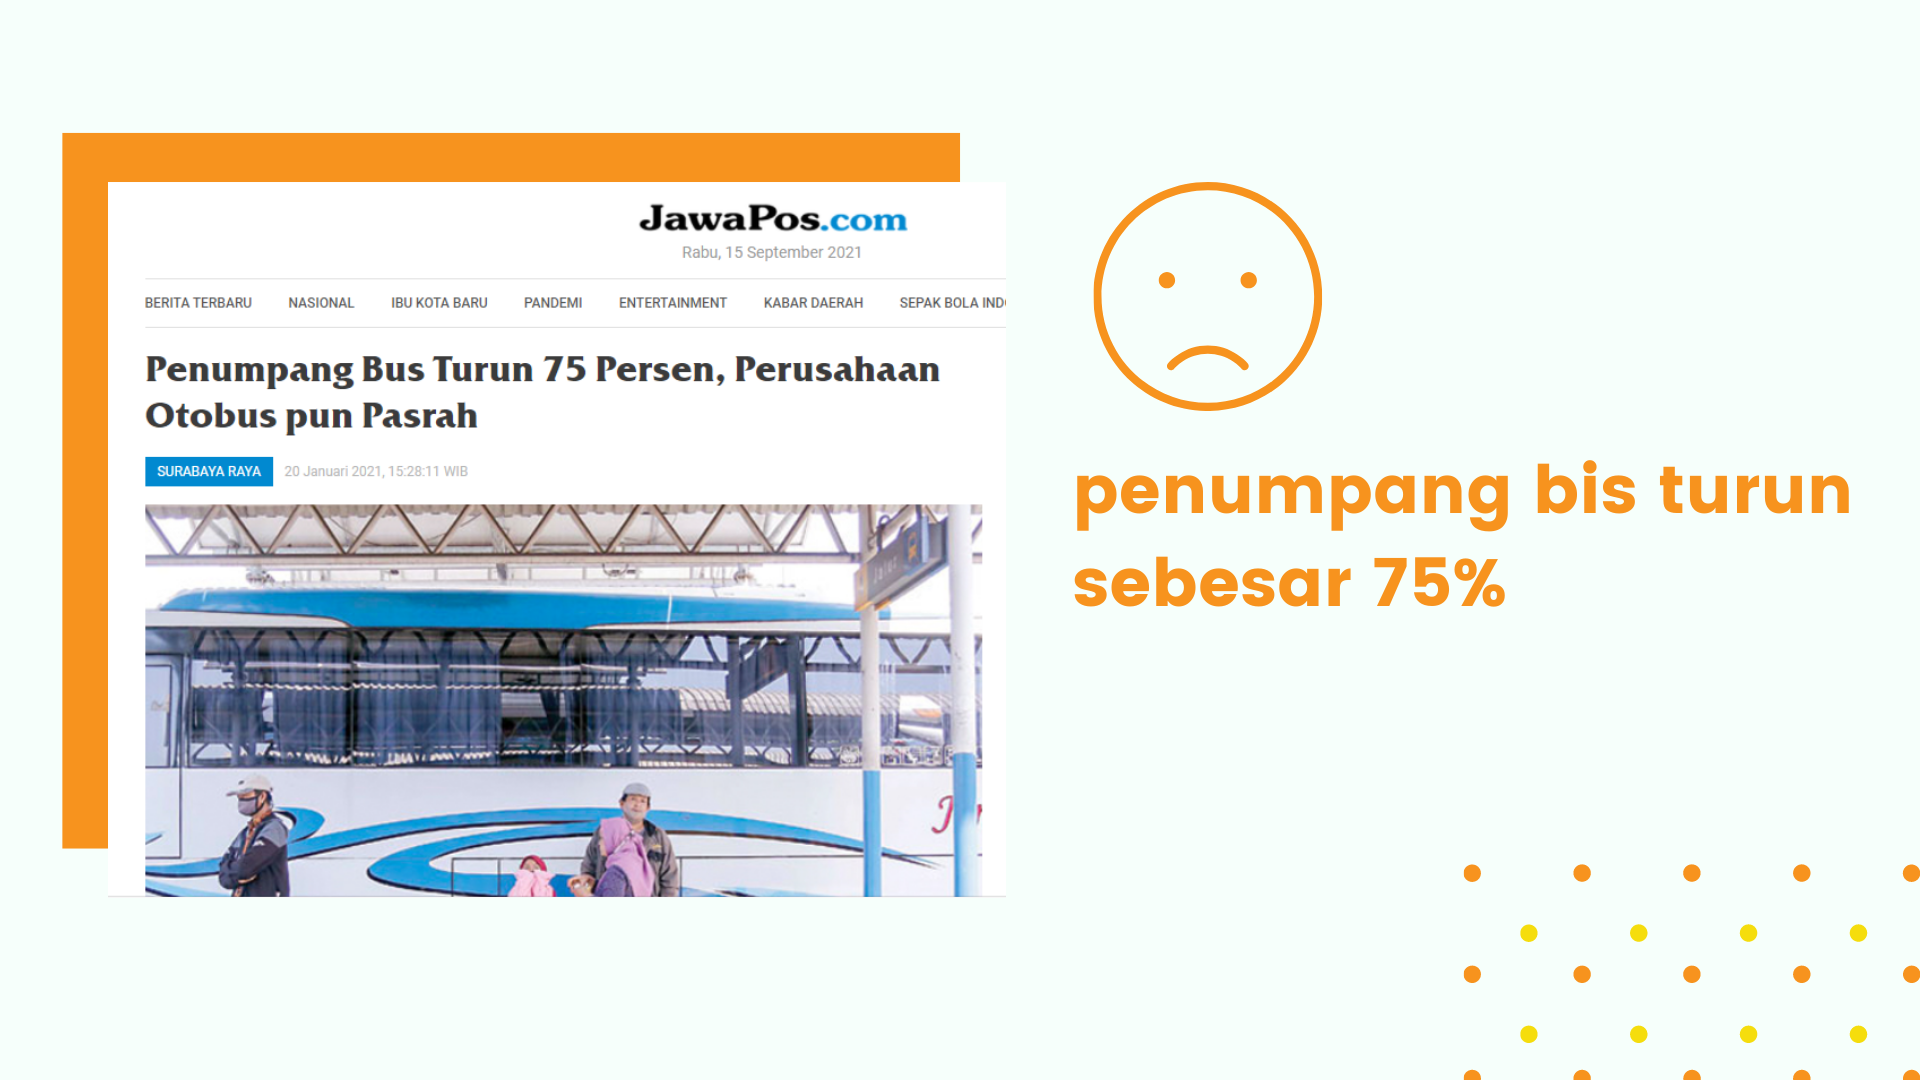 JawaPos.com
Rabu, 15 September 2021
BERITA TERBARU NASIONAL IBU KOTA BARU PANDEMI ENTERTAINMENT KABAR DAERAH SEPAK BOLA IND
Penumpang Bus Turun 75 Persen, Perusahaan
Otobus pun Pasrah
SURABAYA RAYA 20 Januari 2021, 15:28:11 WIB
Jalur
penumpang bis turun
sebesar 75%